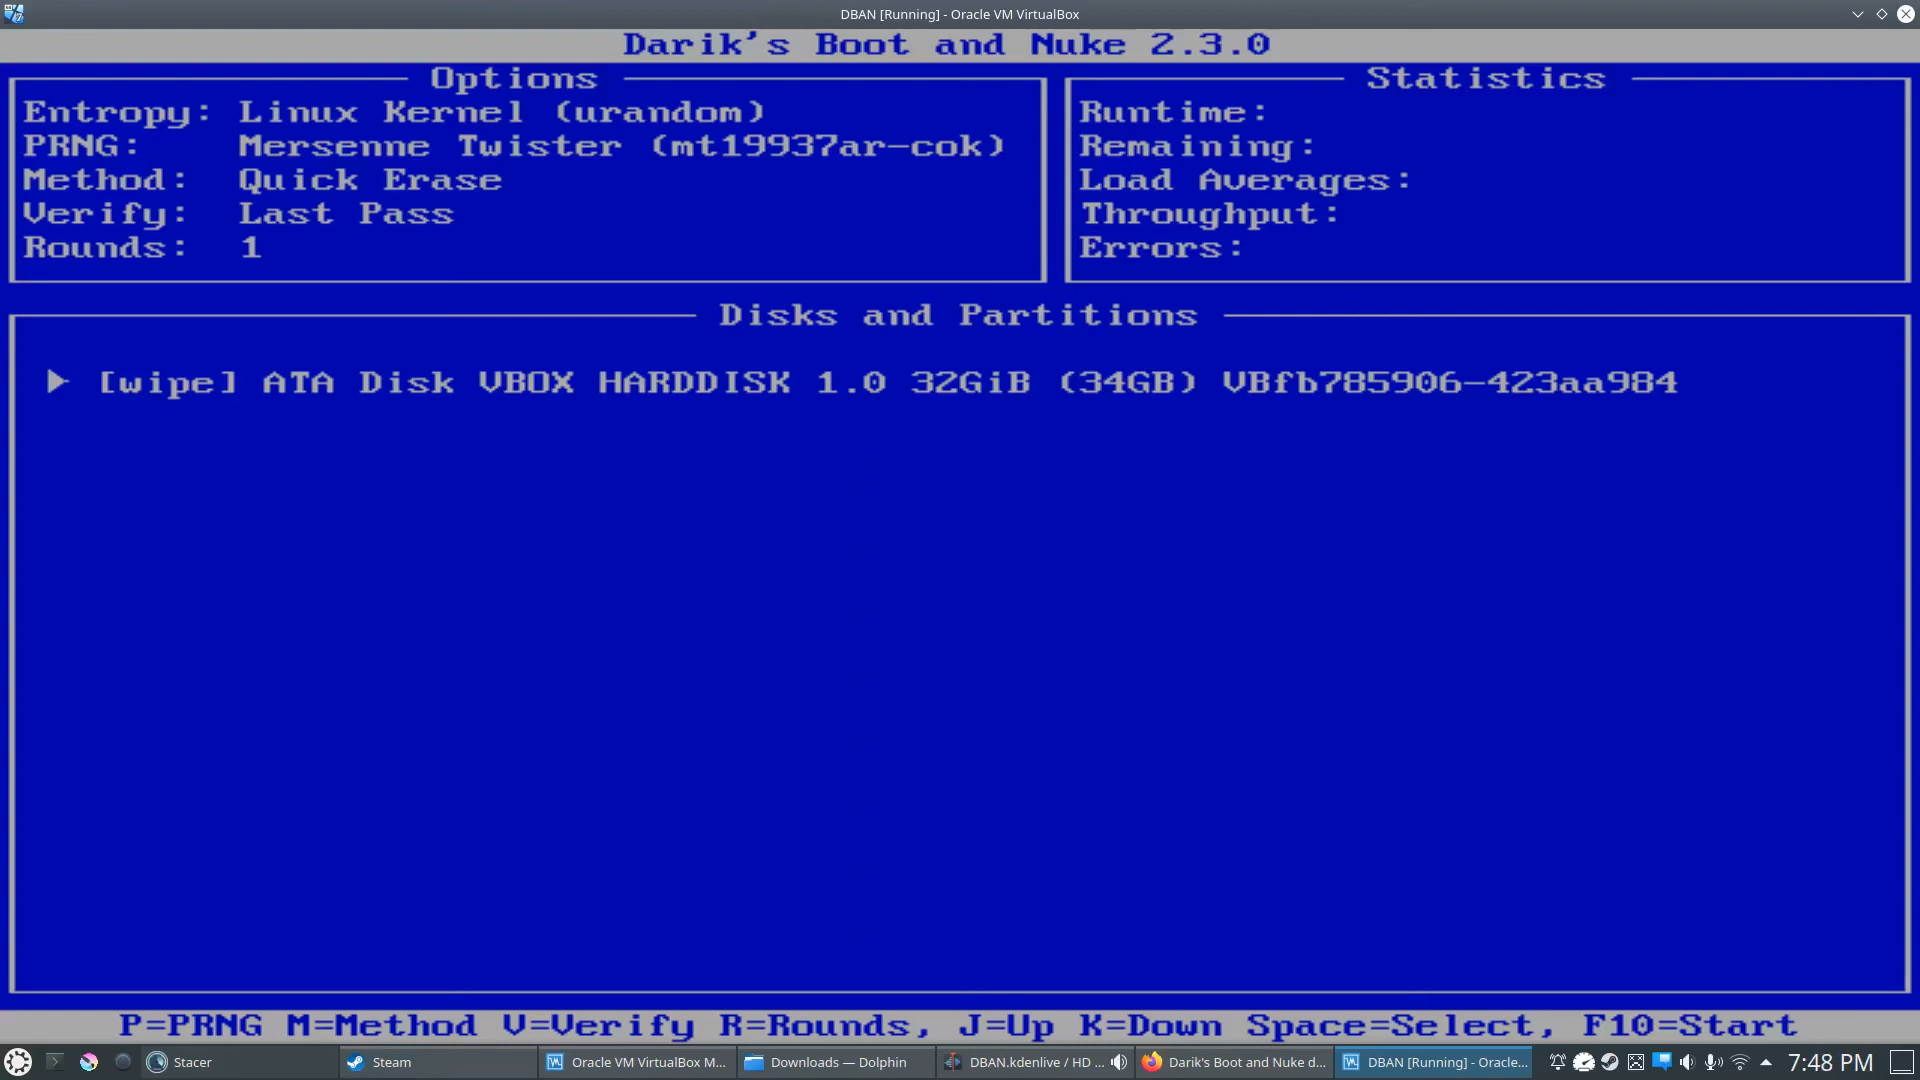 DBAN [Running] - Oracle VM VirtualBox
Darik's Boot and Nuke 2.3.0
Options
Entropy: Linux Kernel (urandom)
PRNG: Mersenne Twister (mt19937ar-cok)
Method: Quick Erase
Verify: Last Pass
Rounds: 1
Statistics
Runtime:
Remaining:
Load Averages:
Throughput:
Errors:
Disks and Partitions
[wipe] ATA Disk VBOX HARDDISK 1.0 32GiB (34GB) VBfb785906-423aa984
P=PRNG M=Method V=Verify R=Rounds, J=Up K=Down Space=Select, F10=Start
Stacer Steam Oracle VM VirtualBox M... Downloads — Dolphin DBAN.kdenlive / HD ... Darik's Boot and Nuke d... DBAN [Running] - Oracle... 7:48 PM